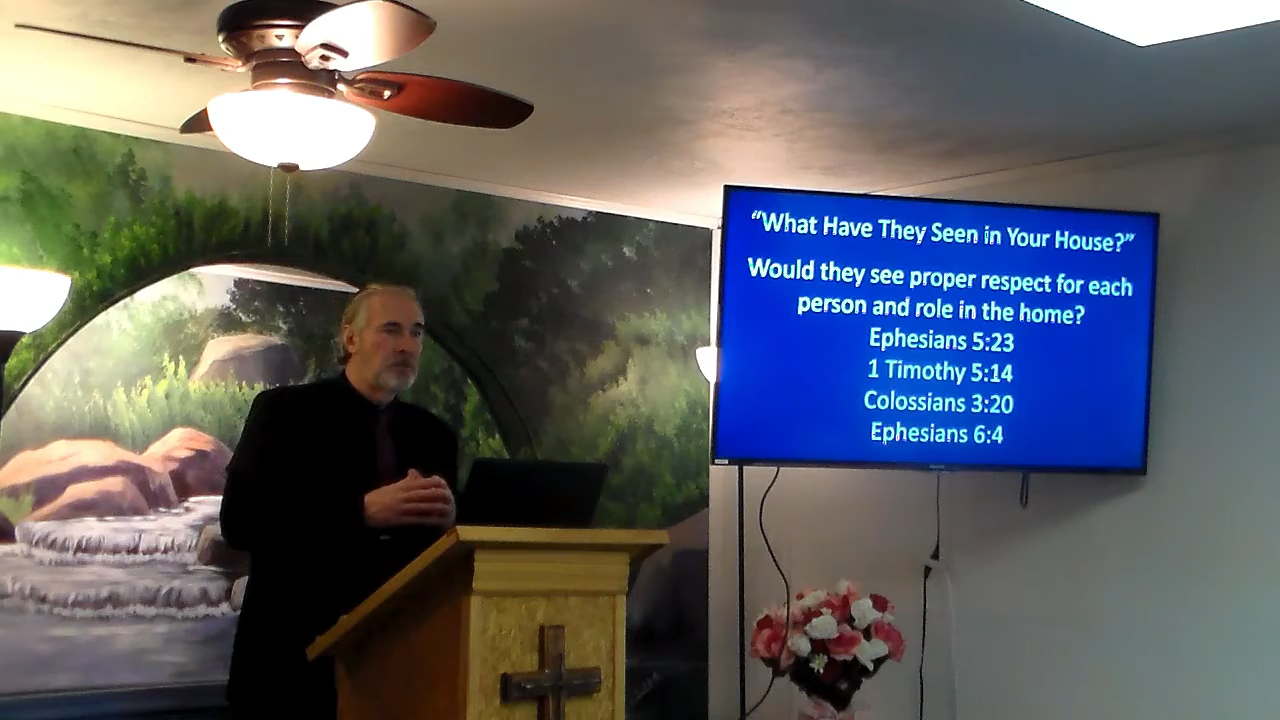 “What Have They Seen in Your House?”
Would they see proper respect for each
person and role in the home?
Ephesians 5:23
1 Timothy 5:14
Colossians 3:20
Ephesians 6:4